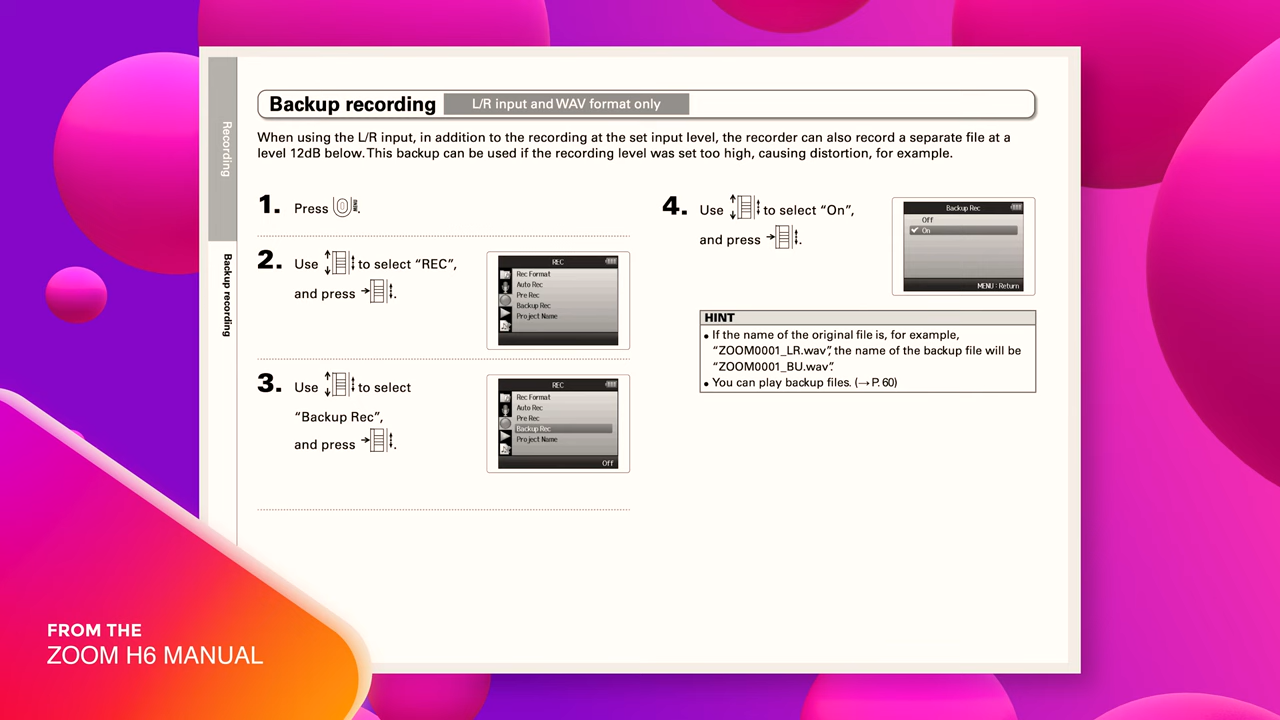 Backup recording
L/R input and WAV format only
When using the L/R input, in addition to the recording at the set input level, the recorder can also record a separate file at a
level 12dB below. This backup can be used if the recording level was set too high, causing distortion, for example.
Recording
Backup recording
1. Press MENU.
2. Use to select “REC”,
and press .
REC
Rec Format
Auto Rec
Pre Rec
Backup Rec
Project Name
3. Use to select
“Backup Rec”,
and press .
REC
Rec Format
Auto Rec
Pre Rec
Backup Rec
Project Name
Off
4. Use to select “On”,
and press .
Backup Rec
Off
On
MENU : Return
HINT
• If the name of the original file is, for example,
“ZOOM0001_LR.wav”, the name of the backup file will be
“ZOOM0001_BU.wav”.
• You can play backup files. (→ P. 60)
FROM THE
ZOOM H6 MANUAL